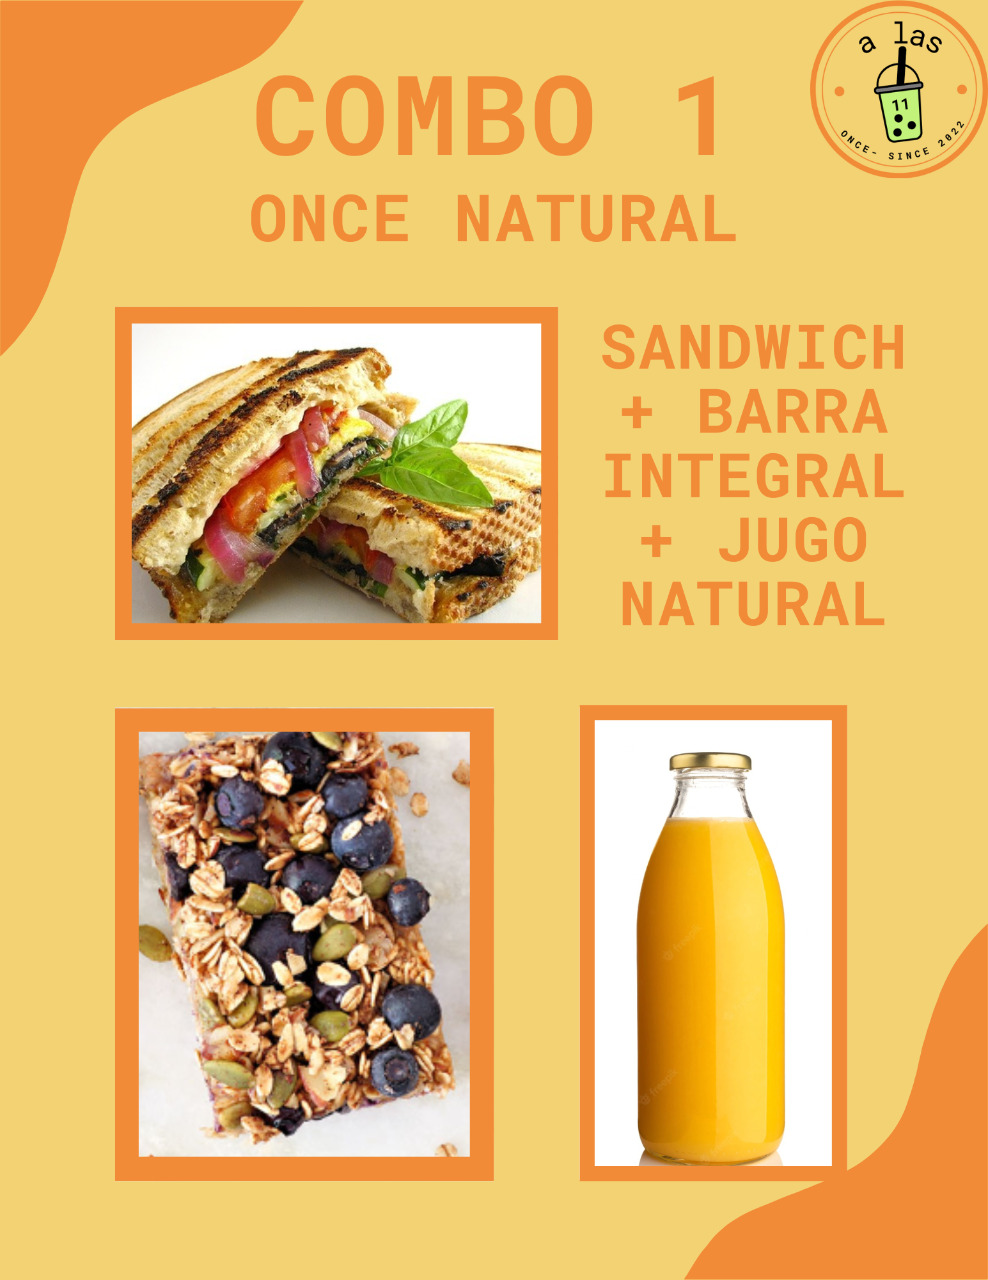 a las
11
ONCE- SINCE 2022
COMBO 1
ONCE NATURAL
SANDWICH
+ BARRA
INTEGRAL
+ JUGO
NATURAL